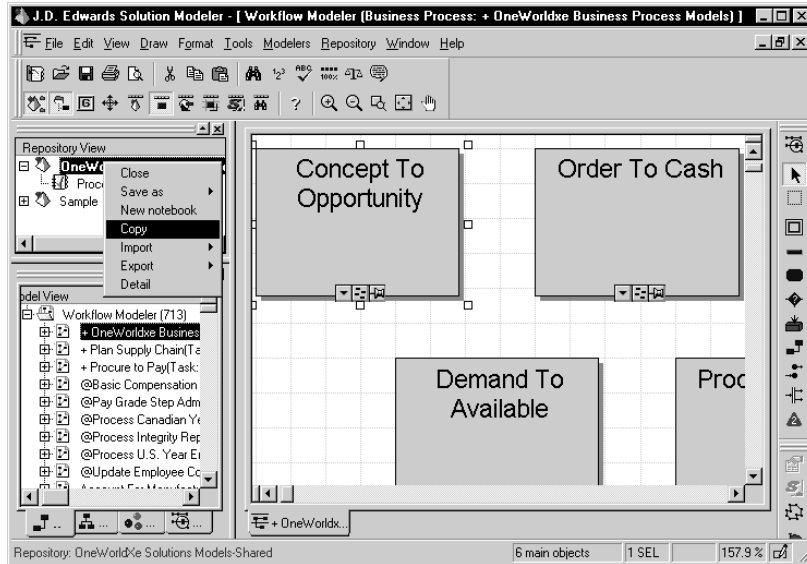 J.D. Edwards Solution Modeler - [ Workflow Modeler (Business Process: + OneWorldxe Business Process Models) ]
File Edit View Draw Format Tools Modelers Repository Window Help
Repository View
OneWo
Proc
Sample
Close
Save as
New notebook
Copy
Import
Export
Detail
odel View
Workflow Modeler (713)
+ OneWorldxe Busines
+ Plan Supply Chain(Ta
+ Procure to Pay(Task:
@Basic Compensation
@Pay Grade Step Adm
@Process Canadian Ye
@Process Integrity Rep
@Process U.S. Year E
@Update Employee Co
Concept To
Opportunity
Order To Cash
Demand To
Available
Proc
+ OneWorldx...
Repository: OneWorldXe Solutions Models-Shared
6 main objects
1 SEL
157.9 %